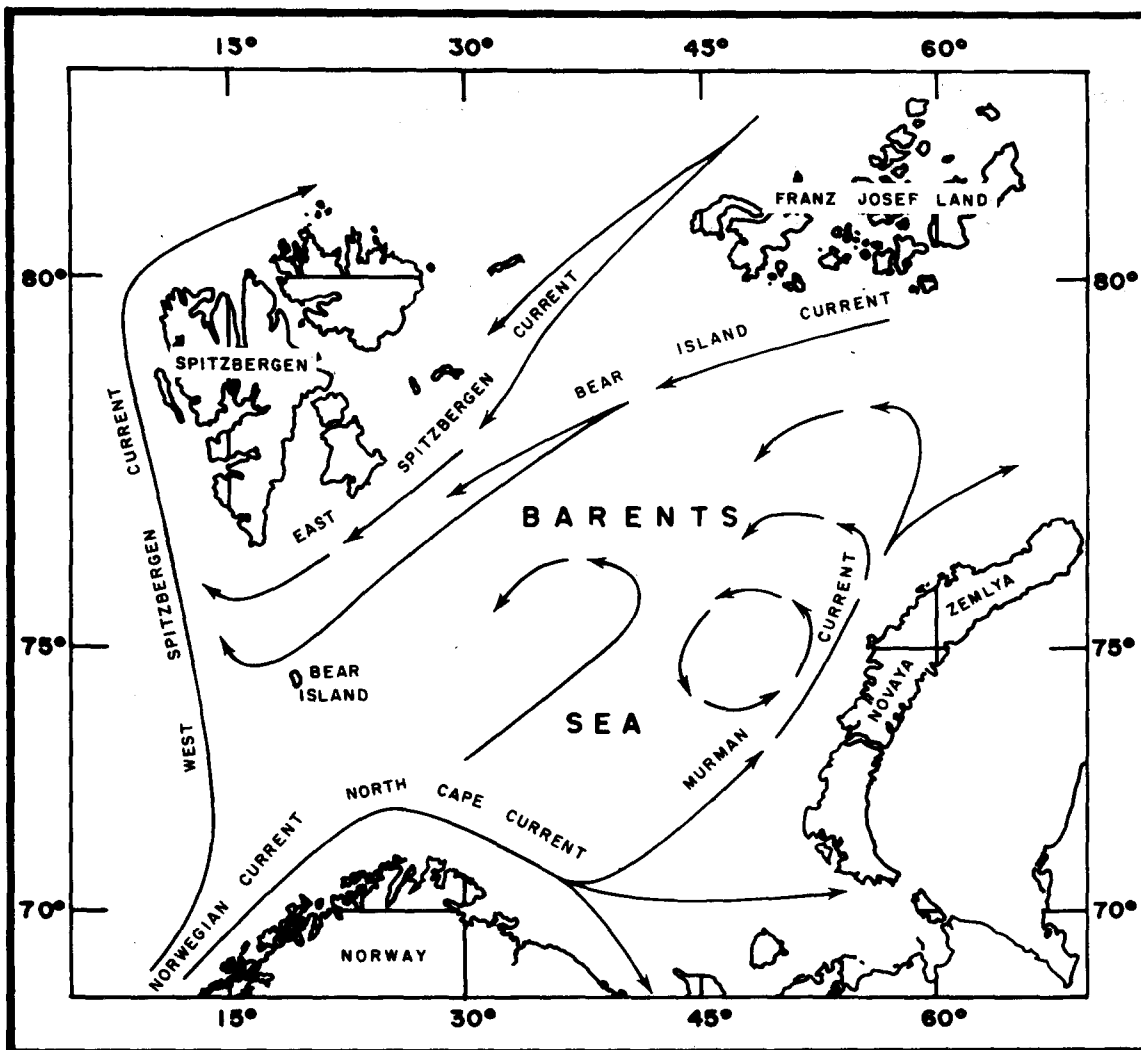 15° 30° 45° 60°
FRANZ JOSEF LAND
80° 80°
CURRENT
ISLAND CURRENT
SPITZBERGEN
BEAR
CURRENT
SPITZBERGEN
EAST
BARENTS
SPITZBERGEN
CURRENT
ZEMLYA
75° 75°
BEAR
ISLAND
NOVAYA
SEA
WEST
MURMAN
NORTH CAPE CURRENT
NORWEGIAN CURRENT
70° 70°
NORWAY
15° 30° 45° 60°